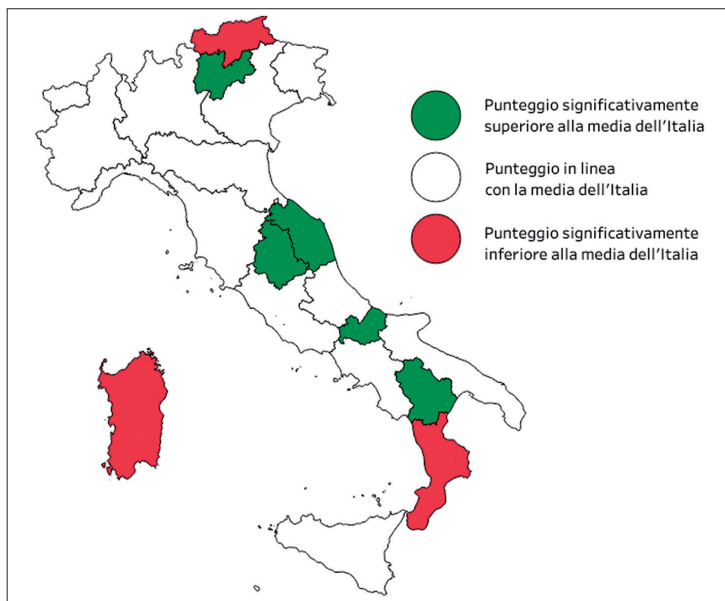 Punteggio significativamente
superiore alla media dell'Italia
Punteggio in linea
con la media dell'Italia
Punteggio significativamente
inferiore alla media dell'Italia